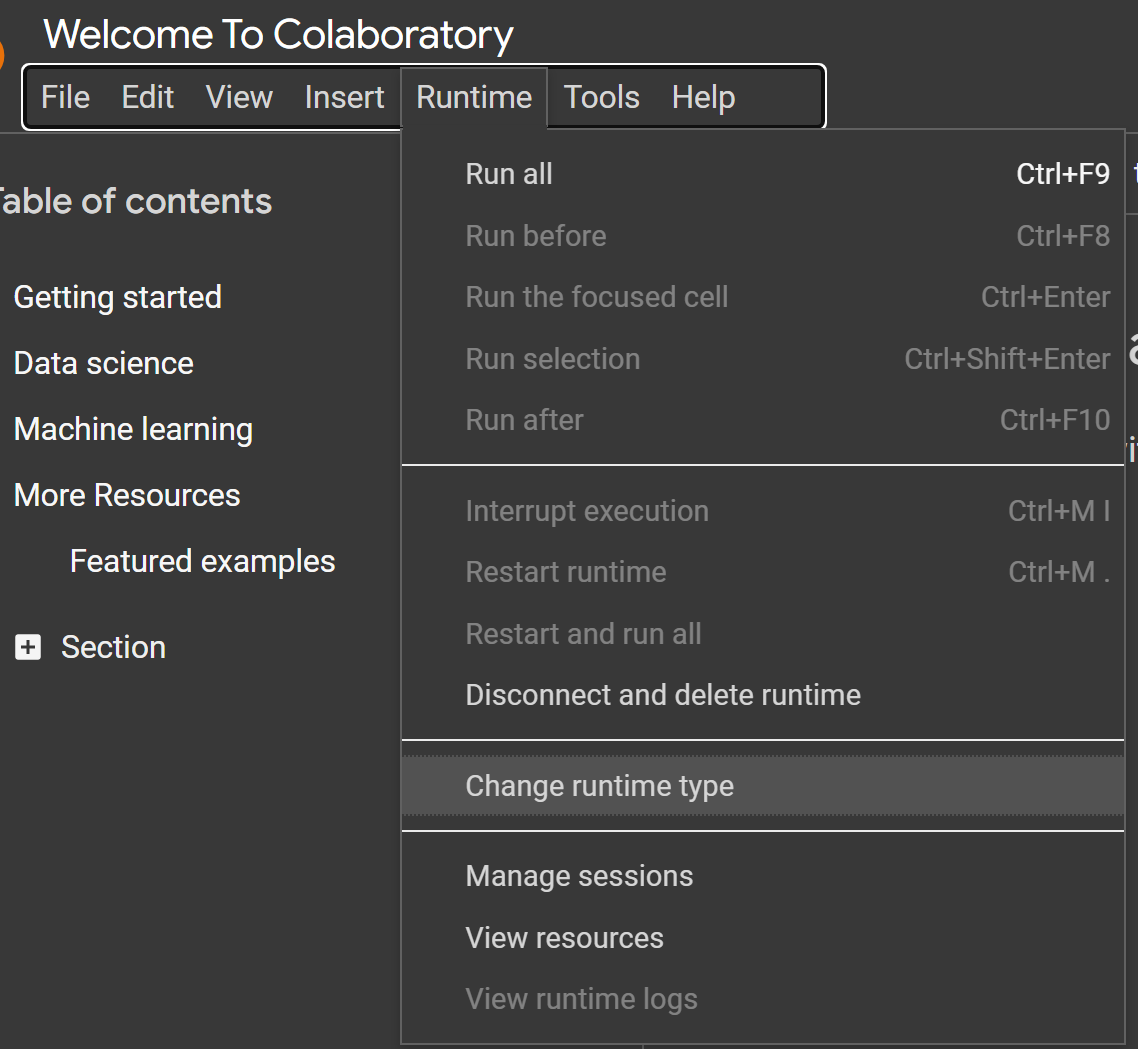 Welcome To Colaboratory
File Edit View Insert Runtime Tools Help
Table of contents
Getting started
Data science
Machine learning
More Resources
Featured examples
Section
Run all Ctrl+F9
Run before Ctrl+F8
Run the focused cell Ctrl+Enter
Run selection Ctrl+Shift+Enter
Run after Ctrl+F10
Interrupt execution Ctrl+M I
Restart runtime Ctrl+M .
Restart and run all
Disconnect and delete runtime
Change runtime type
Manage sessions
View resources
View runtime logs